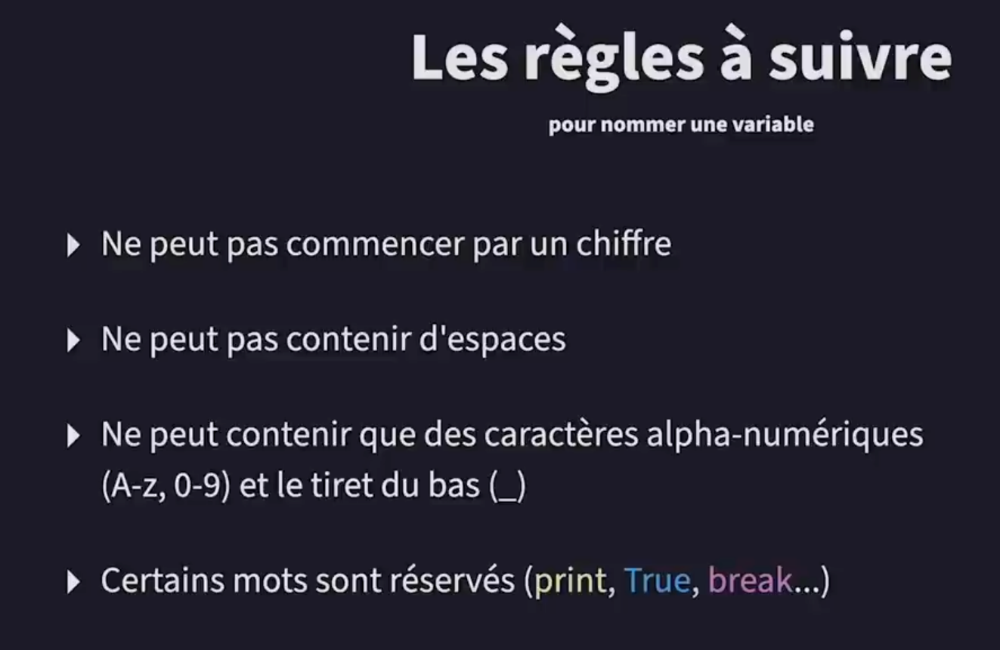 Les règles à suivre
pour nommer une variable
Ne peut pas commencer par un chiffre
Ne peut pas contenir d'espaces
Ne peut contenir que des caractères alpha-numériques
(A-z, 0-9) et le tiret du bas (_)
Certains mots sont réservés (print, True, break...)